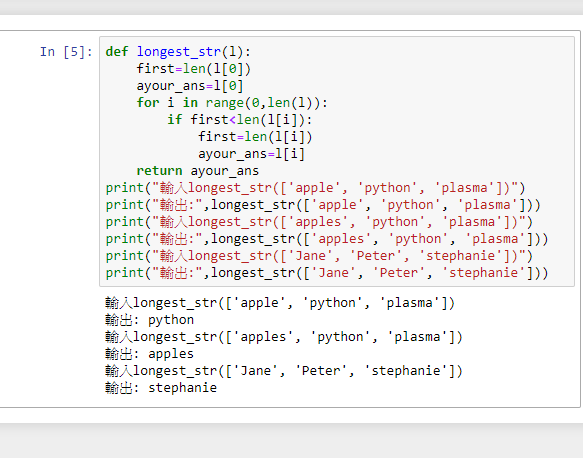 In [5]: def longest_str(l):
    first=len(l[0])
    ayour_ans=l[0]
    for i in range(0,len(l)):
        if first<len(l[i]):
            first=len(l[i])
            ayour_ans=l[i]
    return ayour_ans
print("輸入longest_str(['apple', 'python', 'plasma'])")
print("輸出:",longest_str(['apple', 'python', 'plasma']))
print("輸入longest_str(['apples', 'python', 'plasma'])")
print("輸出:",longest_str(['apples', 'python', 'plasma']))
print("輸入longest_str(['Jane', 'Peter', 'stephanie'])")
print("輸出:",longest_str(['Jane', 'Peter', 'stephanie']))
輸入longest_str(['apple', 'python', 'plasma'])
輸出: python
輸入longest_str(['apples', 'python', 'plasma'])
輸出: apples
輸入longest_str(['Jane', 'Peter', 'stephanie'])
輸出: stephanie